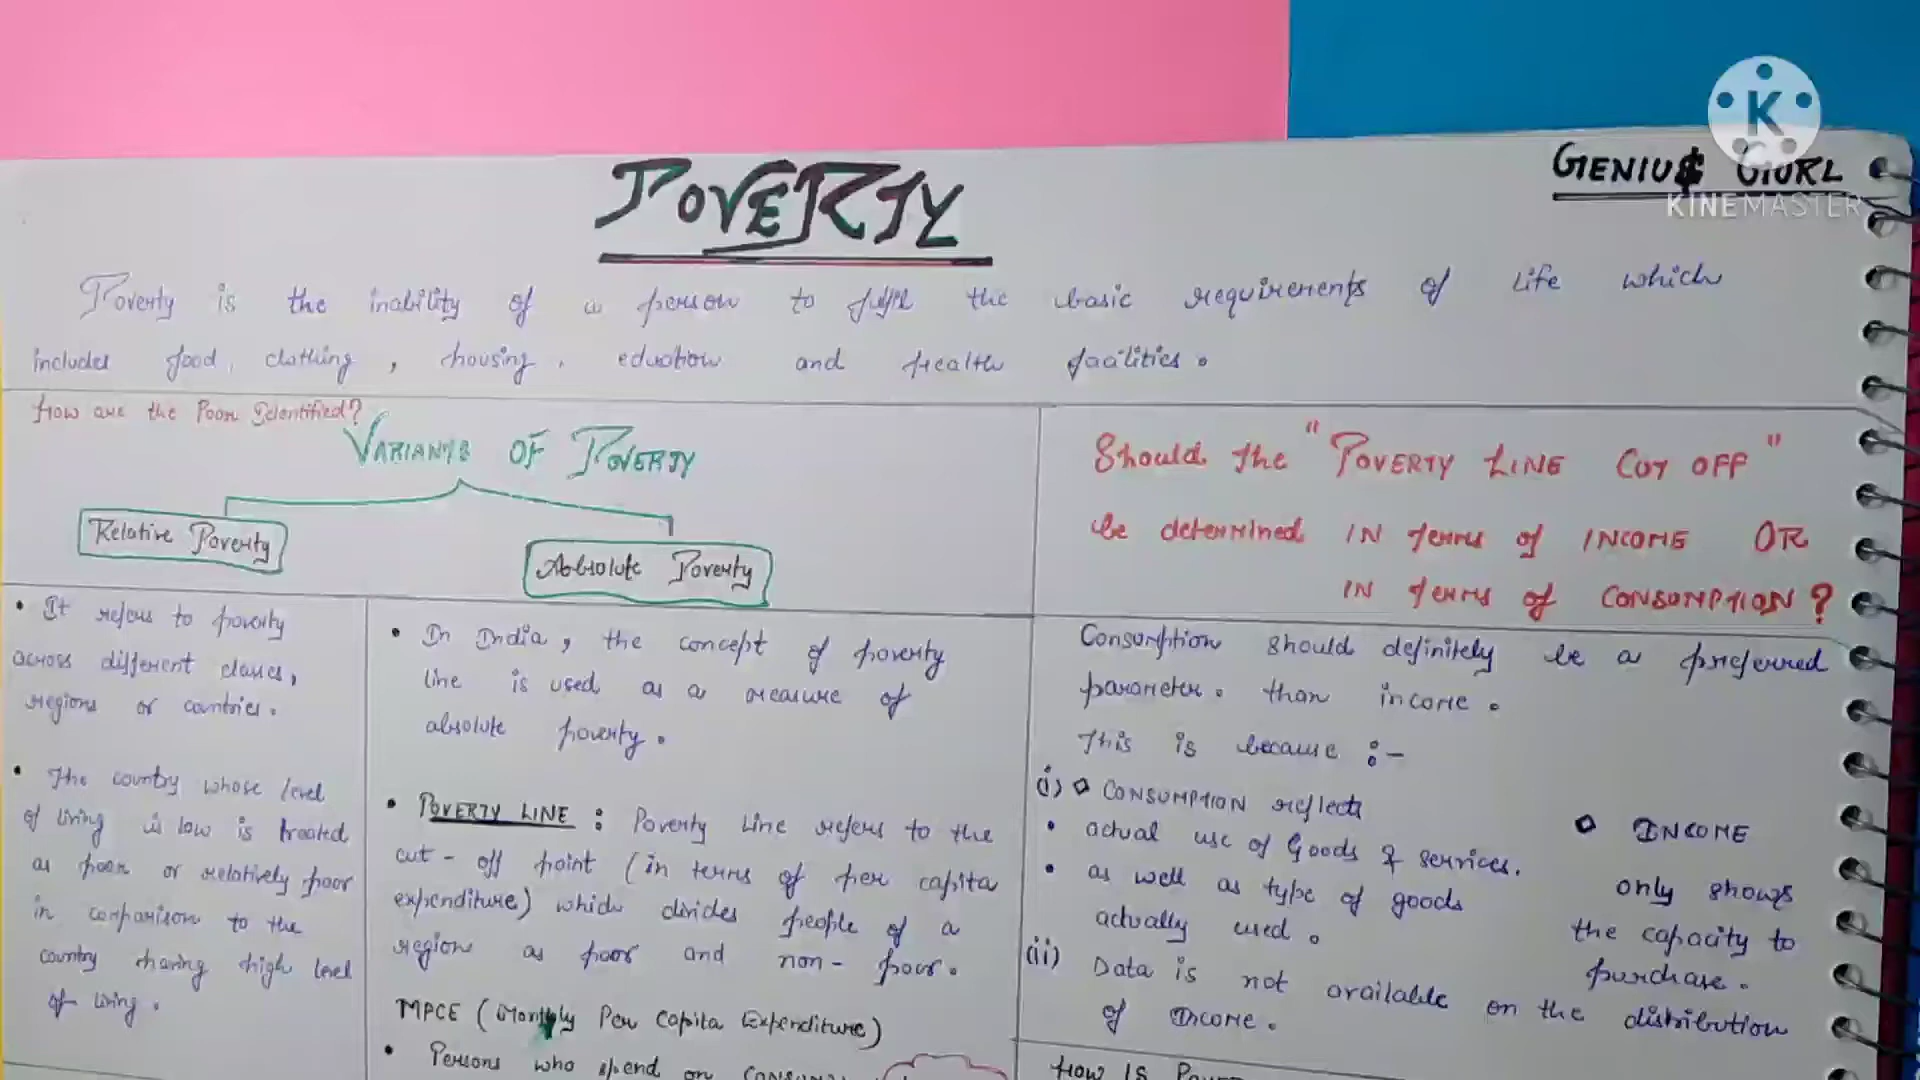 POVERTY
GENIU$ GIURL
KINEMASTER
Poverty is the inability of a person to fulfil the basic requirements of life which
includes food, clothing, housing, eduction and health facilities.
How are the Poor Identified?
VARIANTS OF POVERTY
Relative Poverty
Absolute Poverty
• It refers to poverty
across different classes,
regions or countries.
• The country whose level
of living is low is treated
as poor or relatively poor
in comparison to the
country having high level
of living.
• In India, the concept of poverty
line is used as a measure of
absolute poverty.
• POVERTY LINE : Poverty Line refers to the
cut-off point (in terms of per capita
expenditure) which divides people of a
region as poor and non-poor.
MPCE (Monthly Per Capita Expenditure)
• Persons who spend on
Should the "POVERTY LINE CUT OFF"
be determined IN terms of INCOME OR
IN terms of CONSUMPTION?
Consumption should definitely be a preferred
parameter. than income.
This is because :-
(i) ◇ CONSUMPTION reflects
• actual use of Goods & services.
• as well as type of goods
actually used.
◇ INCOME
only shows
the capacity to
purchase.
(ii) Data is not available on the distribution
of Income.
How IS